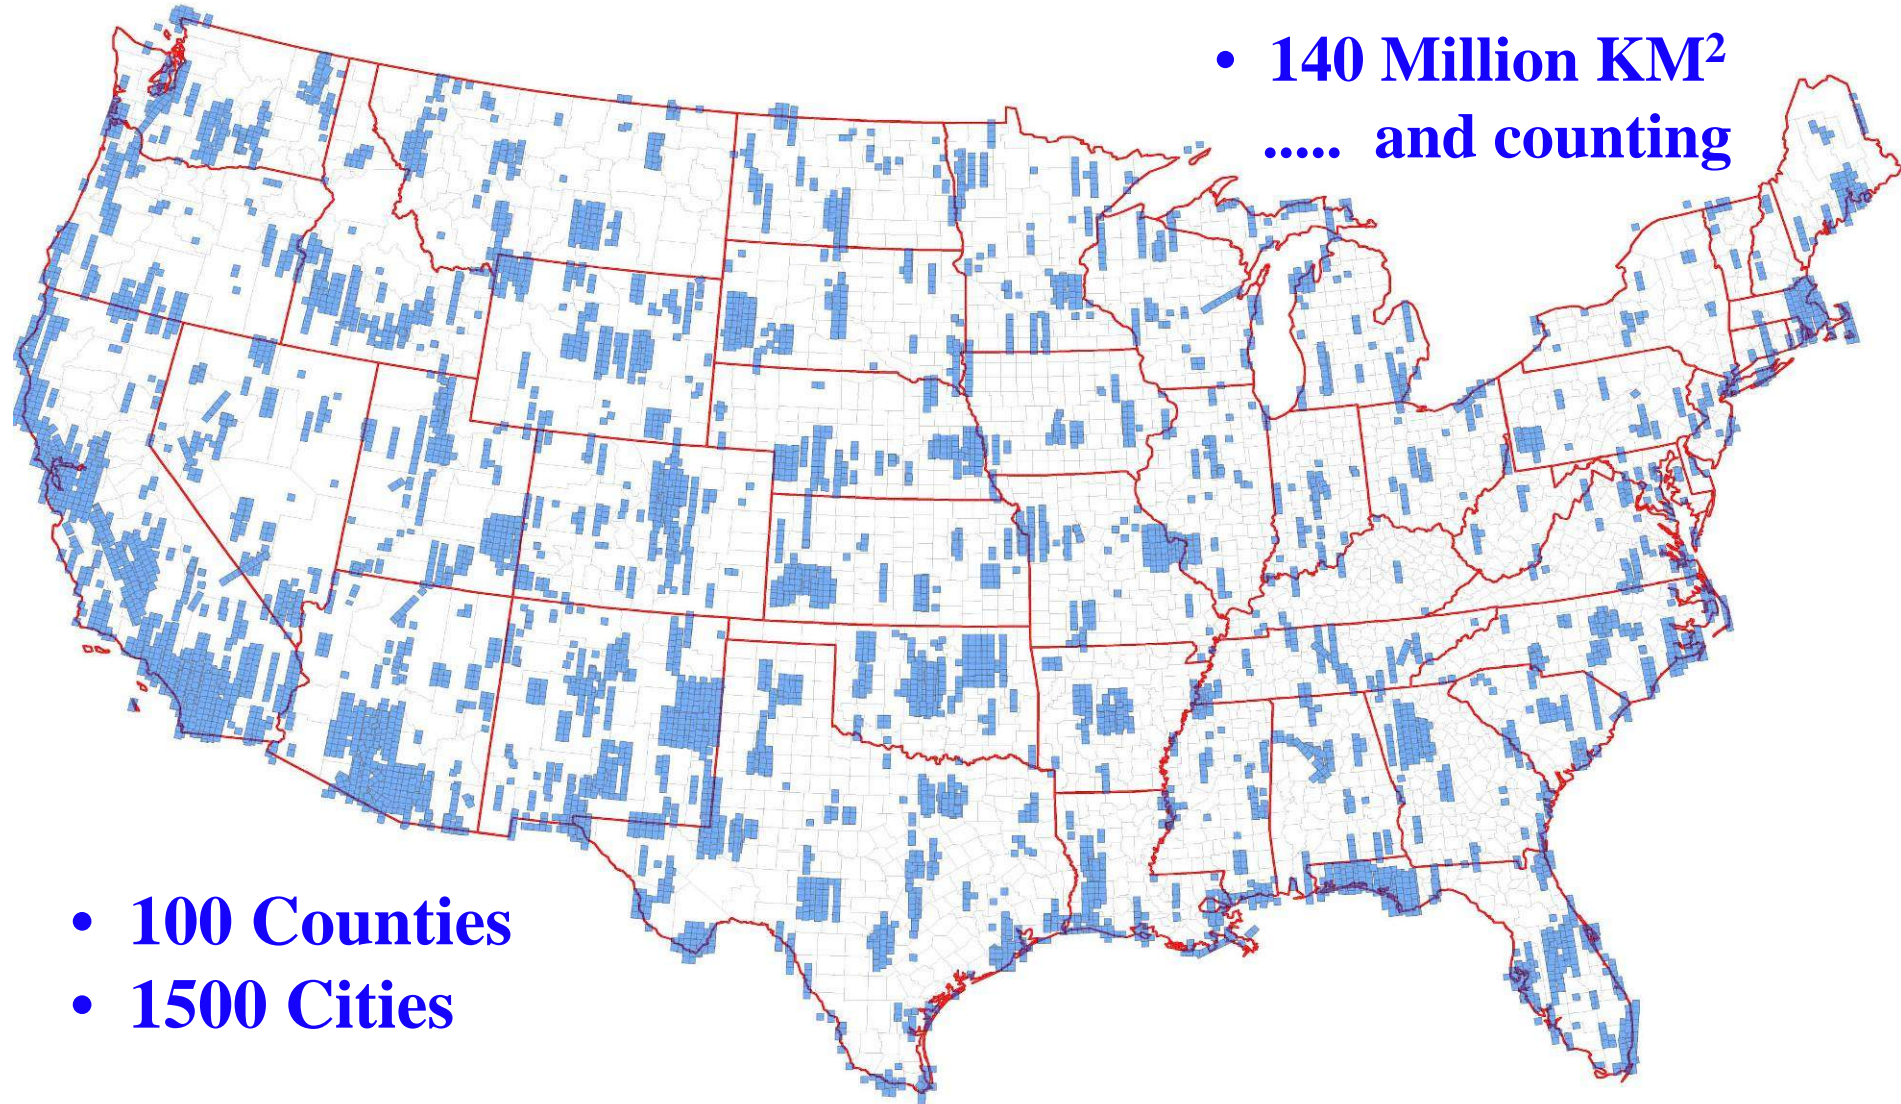 • 140 Million KM²
..... and counting
• 100 Counties
• 1500 Cities